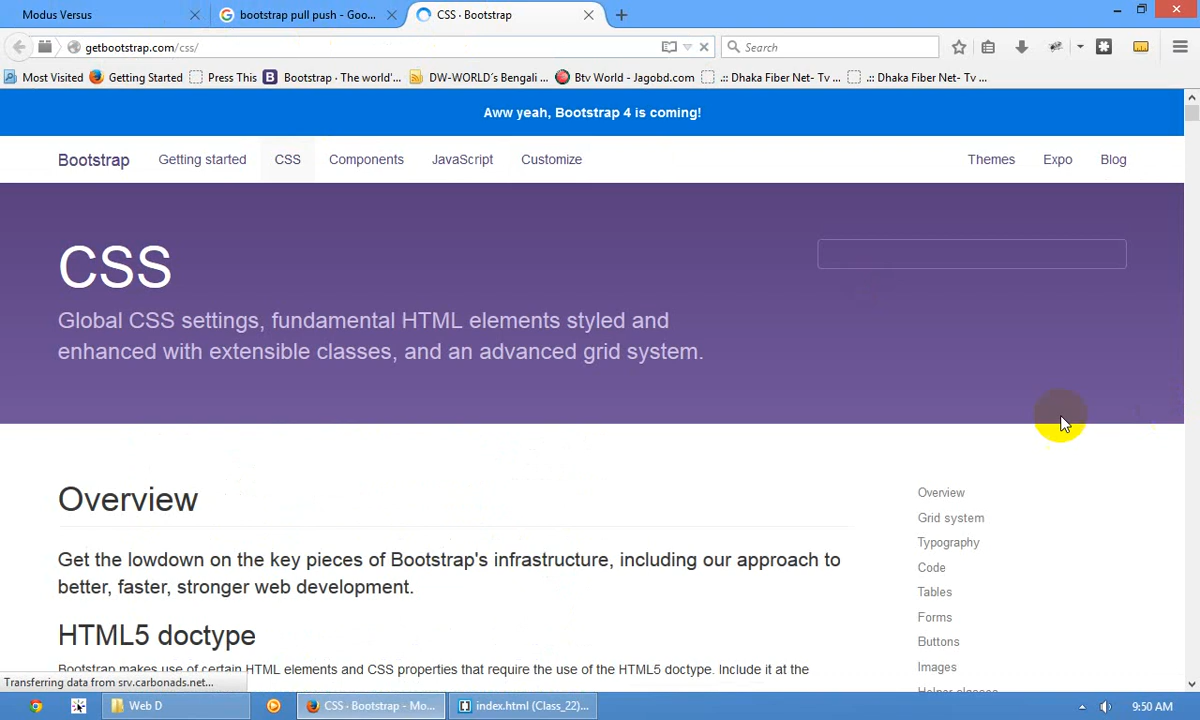 Modus Versus
bootstrap pull push - Goo...
CSS · Bootstrap
getbootstrap.com/css/
Search
Most Visited
Getting Started
Press This
Bootstrap · The world'...
DW-WORLD´s Bengali ...
Btv World - Jagobd.com
.:: Dhaka Fiber Net- Tv ...
.:: Dhaka Fiber Net- Tv ...
Aww yeah, Bootstrap 4 is coming!
Bootstrap Getting started CSS Components JavaScript Customize Themes Expo Blog
CSS
Global CSS settings, fundamental HTML elements styled and
enhanced with extensible classes, and an advanced grid system.
Overview
Get the lowdown on the key pieces of Bootstrap's infrastructure, including our approach to
better, faster, stronger web development.
HTML5 doctype
Bootstrap makes use of certain HTML elements and CSS properties that require the use of the HTML5 doctype. Include it at the
Overview
Grid system
Typography
Code
Tables
Forms
Buttons
Images
Helper classes
Transferring data from srv.carbonads.net...
Web D
CSS · Bootstrap - Mo...
index.html (Class_22)...
9:50 AM